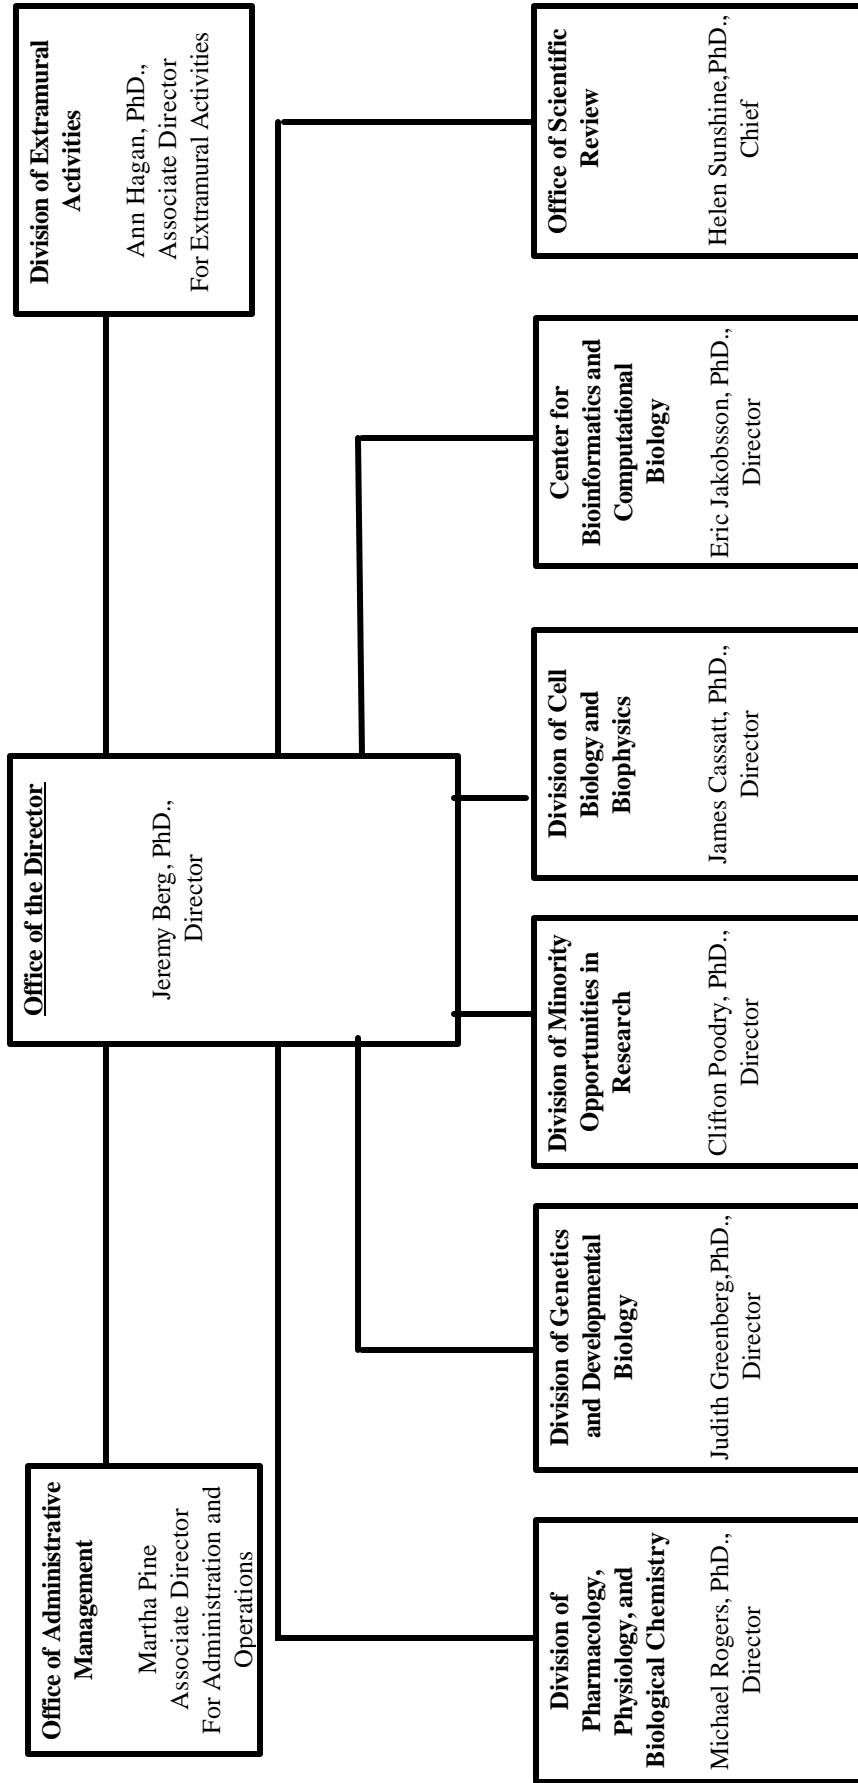 Office of Administrative
Management
Martha Pine
Associate Director
For Administration and
Operations
Office of the Director
Jeremy Berg, PhD.,
Director
Division of Extramural
Activities
Ann Hagan, PhD.,
Associate Director
For Extramural Activities
Division of
Pharmacology,
Physiology, and
Biological Chemistry
Michael Rogers, PhD.,
Director
Division of Genetics
and Developmental
Biology
Judith Greenberg,PhD.,
Director
Division of Minority
Opportunities in
Research
Clifton Poodry, PhD.,
Director
Division of Cell
Biology and
Biophysics
James Cassatt, PhD.,
Director
Center for
Bioinformatics and
Computational
Biology
Eric Jakobsson, PhD.,
Director
Office of Scientific
Review
Helen Sunshine,PhD.,
Chief